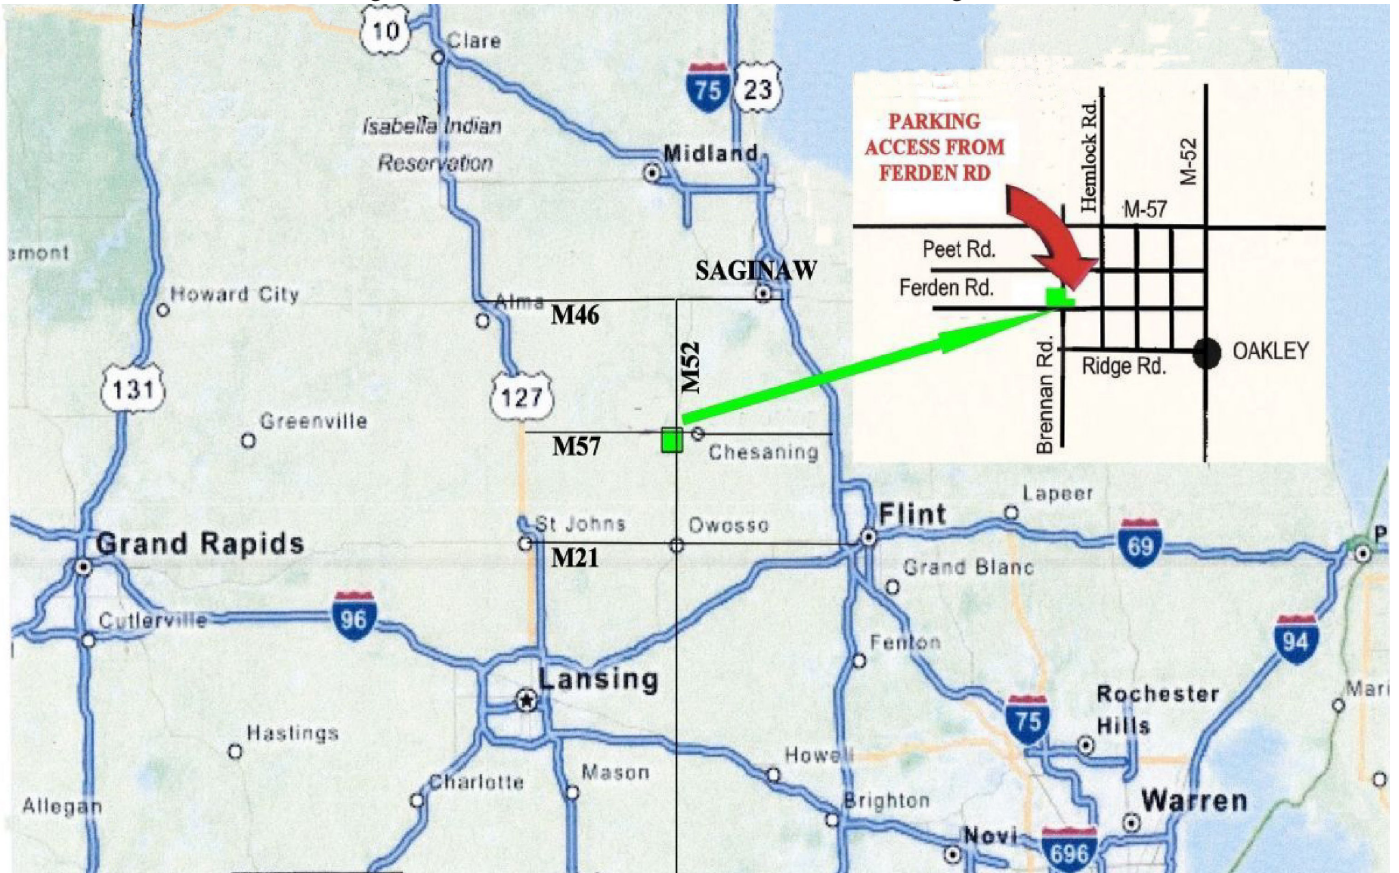 10
Clare
75
23
Isabella Indian
Reservation
Midland
PARKING
ACCESS FROM
FERDEN RD
Hemlock Rd.
M-52
M-57
Peet Rd.
Ferden Rd.
Brennan Rd.
Ridge Rd.
OAKLEY
emont
Howard City
Alma
M46
SAGINAW
M52
131
127
Greenville
M57
Chesaning
Grand Rapids
St Johns
M21
Owosso
Flint
Lapeer
69
P
Grand Blanc
Cutlerville
96
Fenton
94
Lansing
Rochester
Hills
75
Mari
Hastings
Howell
Charlotte
Mason
Allegan
Brighton
Warren
Novi
696